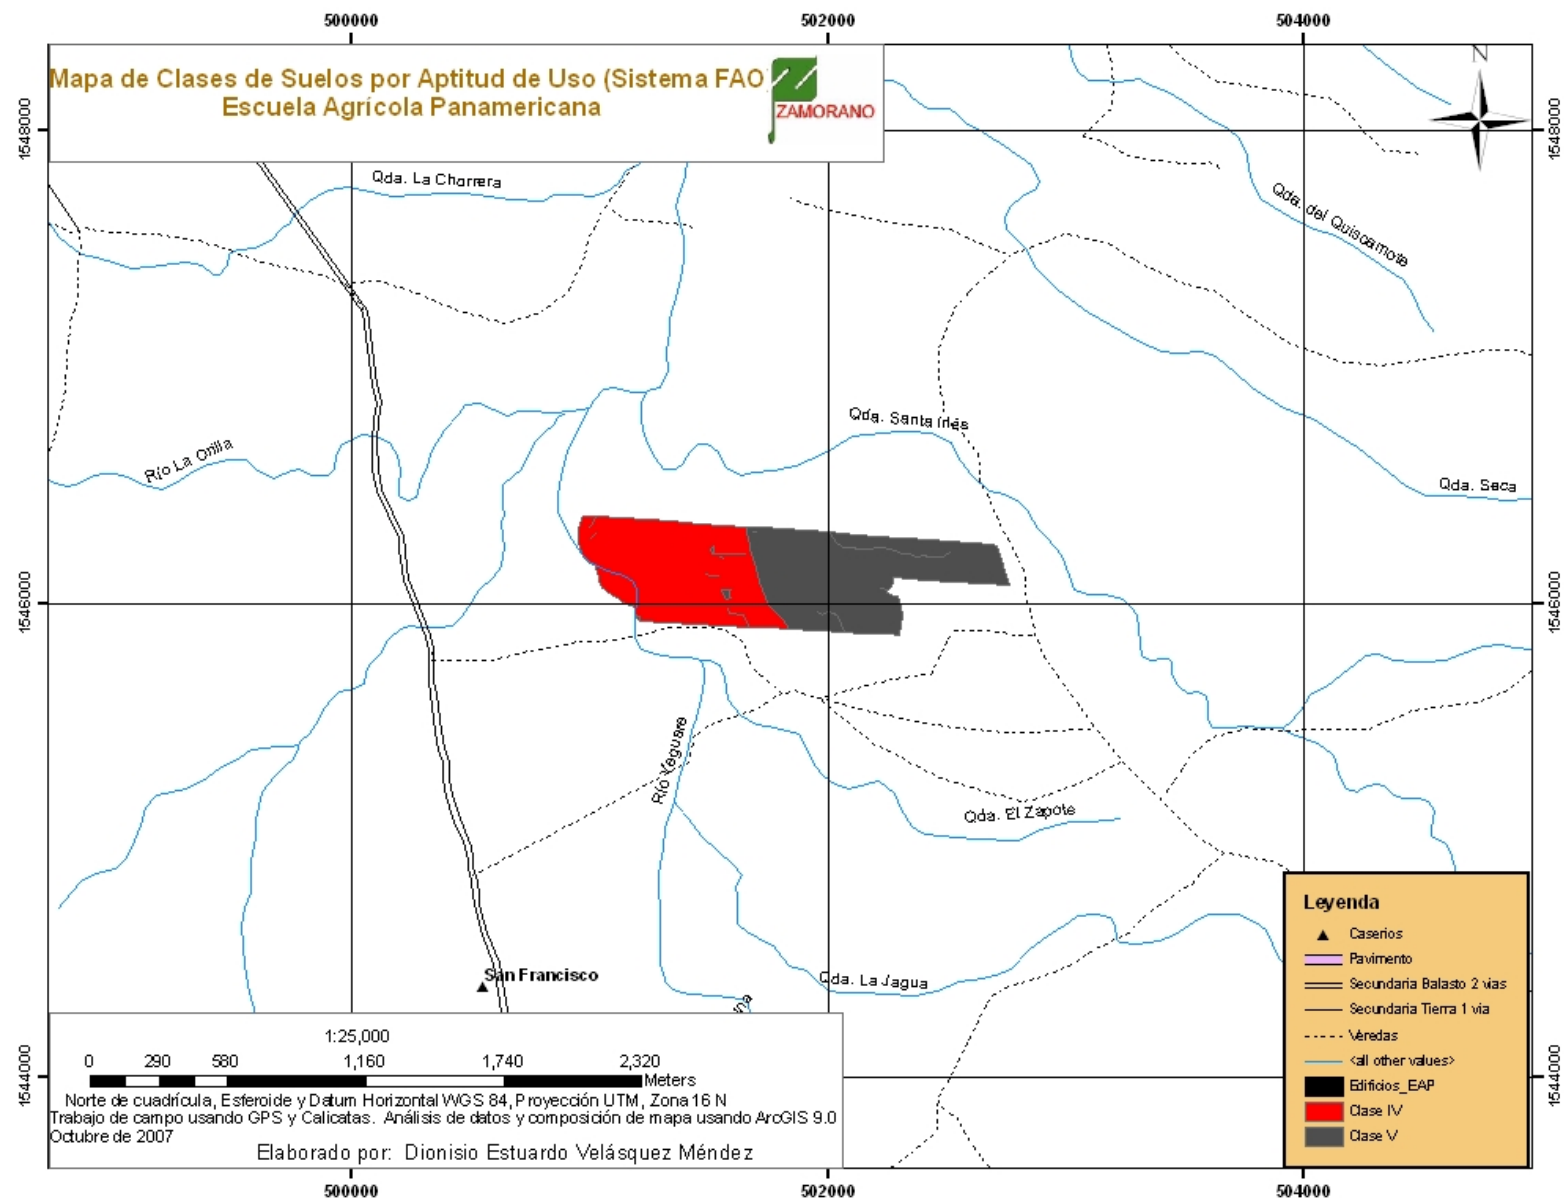 500000 502000 504000
Mapa de Clases de Suelos por Aptitud de Uso (Sistema FAO)
Escuela Agrícola Panamericana
ZAMORANO
N
1548000 1548000
Qda. La Chorrera
Qda. del Quiscamote
Qda. Santa Inés
Río La Orilla
Qda. Seca
1546000 1546000
Río Yeguare
Qda. El Zapote
San Francisco
Qda. La Jagua
na
1544000 1544000
Leyenda
Caserios
Pavimento
Secundaria Balasto 2 vias
Secundaria Tierra 1 via
Veredas
<all other values>
Edificios_EAP
Clase IV
Clase V
1:25,000
0 290 580 1,160 1,740 2,320
Meters
Norte de cuadrícula, Esferoide y Datum Horizontal WGS 84, Proyección UTM, Zona 16 N
Trabajo de campo usando GPS y Calicatas. Análisis de datos y composición de mapa usando ArcGIS 9.0
Octubre de 2007
Elaborado por: Dionisio Estuardo Velásquez Méndez
500000 502000 504000